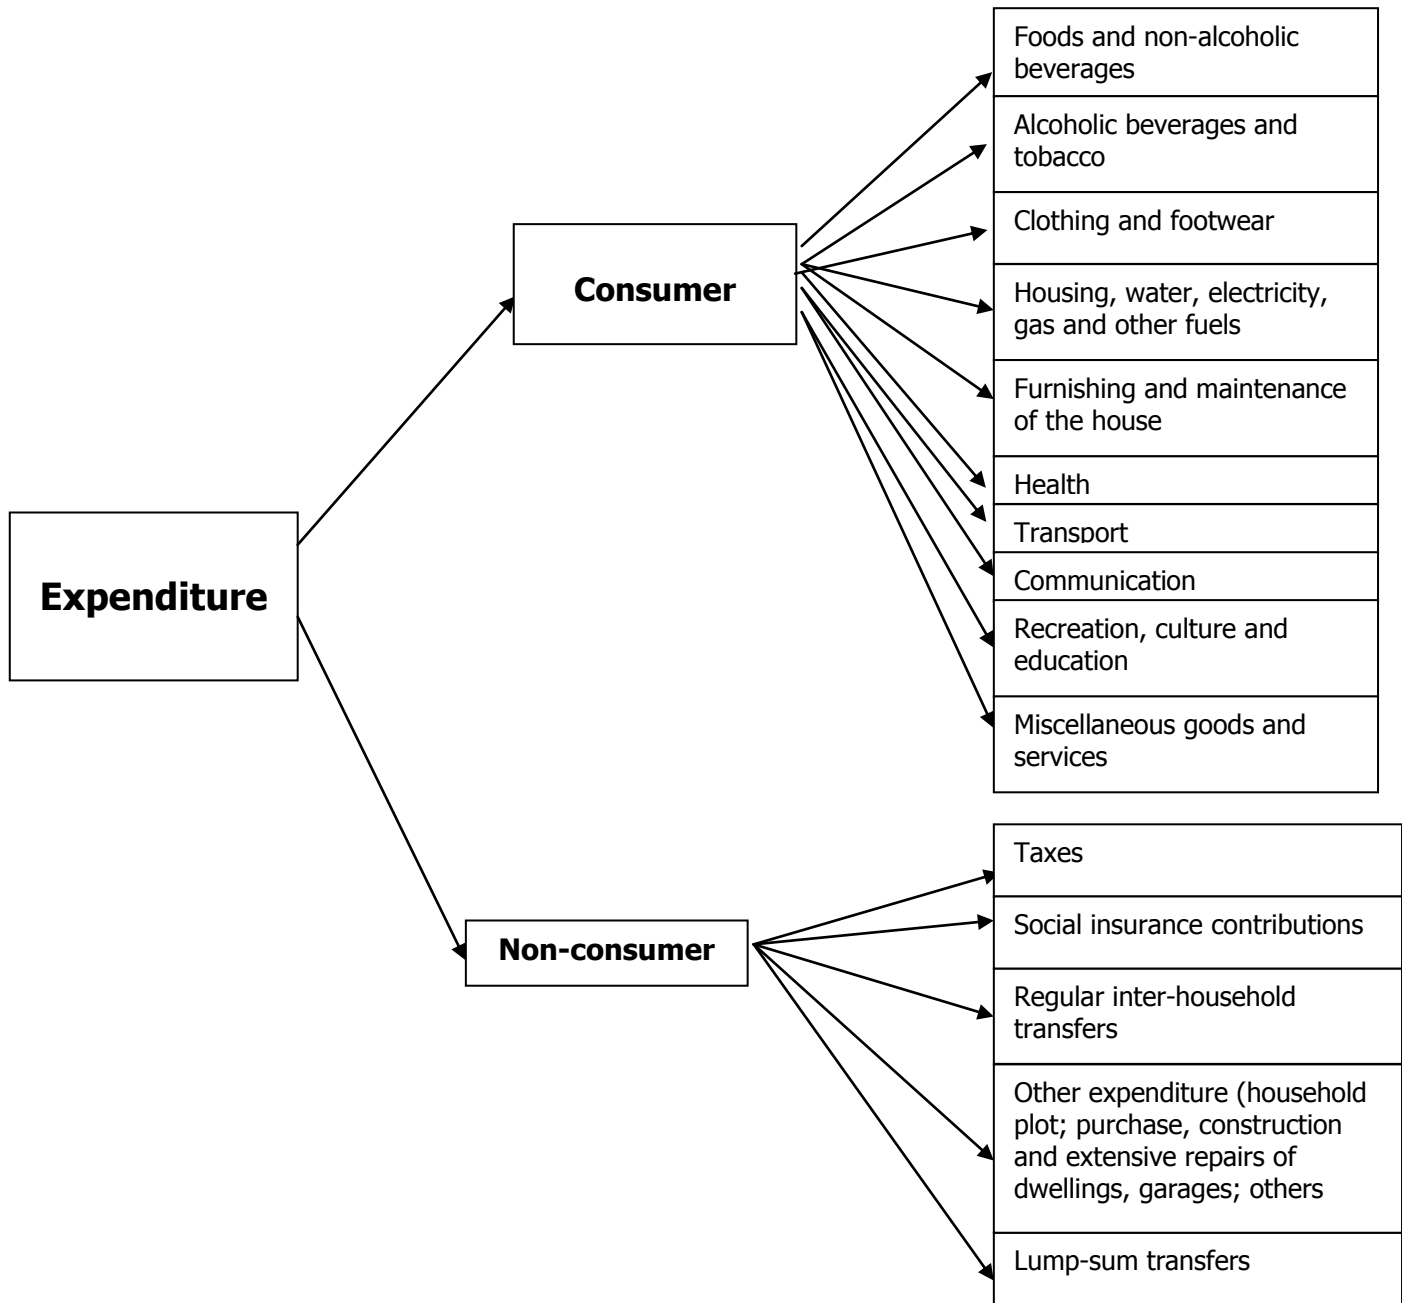 Foods and non-alcoholic
beverages
Alcoholic beverages and
tobacco
Clothing and footwear
Consumer
Housing, water, electricity,
gas and other fuels
Furnishing and maintenance
of the house
Health
Transport
Communication
Expenditure
Recreation, culture and
education
Miscellaneous goods and
services
Taxes
Social insurance contributions
Non-consumer
Regular inter-household
transfers
Other expenditure (household
plot; purchase, construction
and extensive repairs of
dwellings, garages; others
Lump-sum transfers